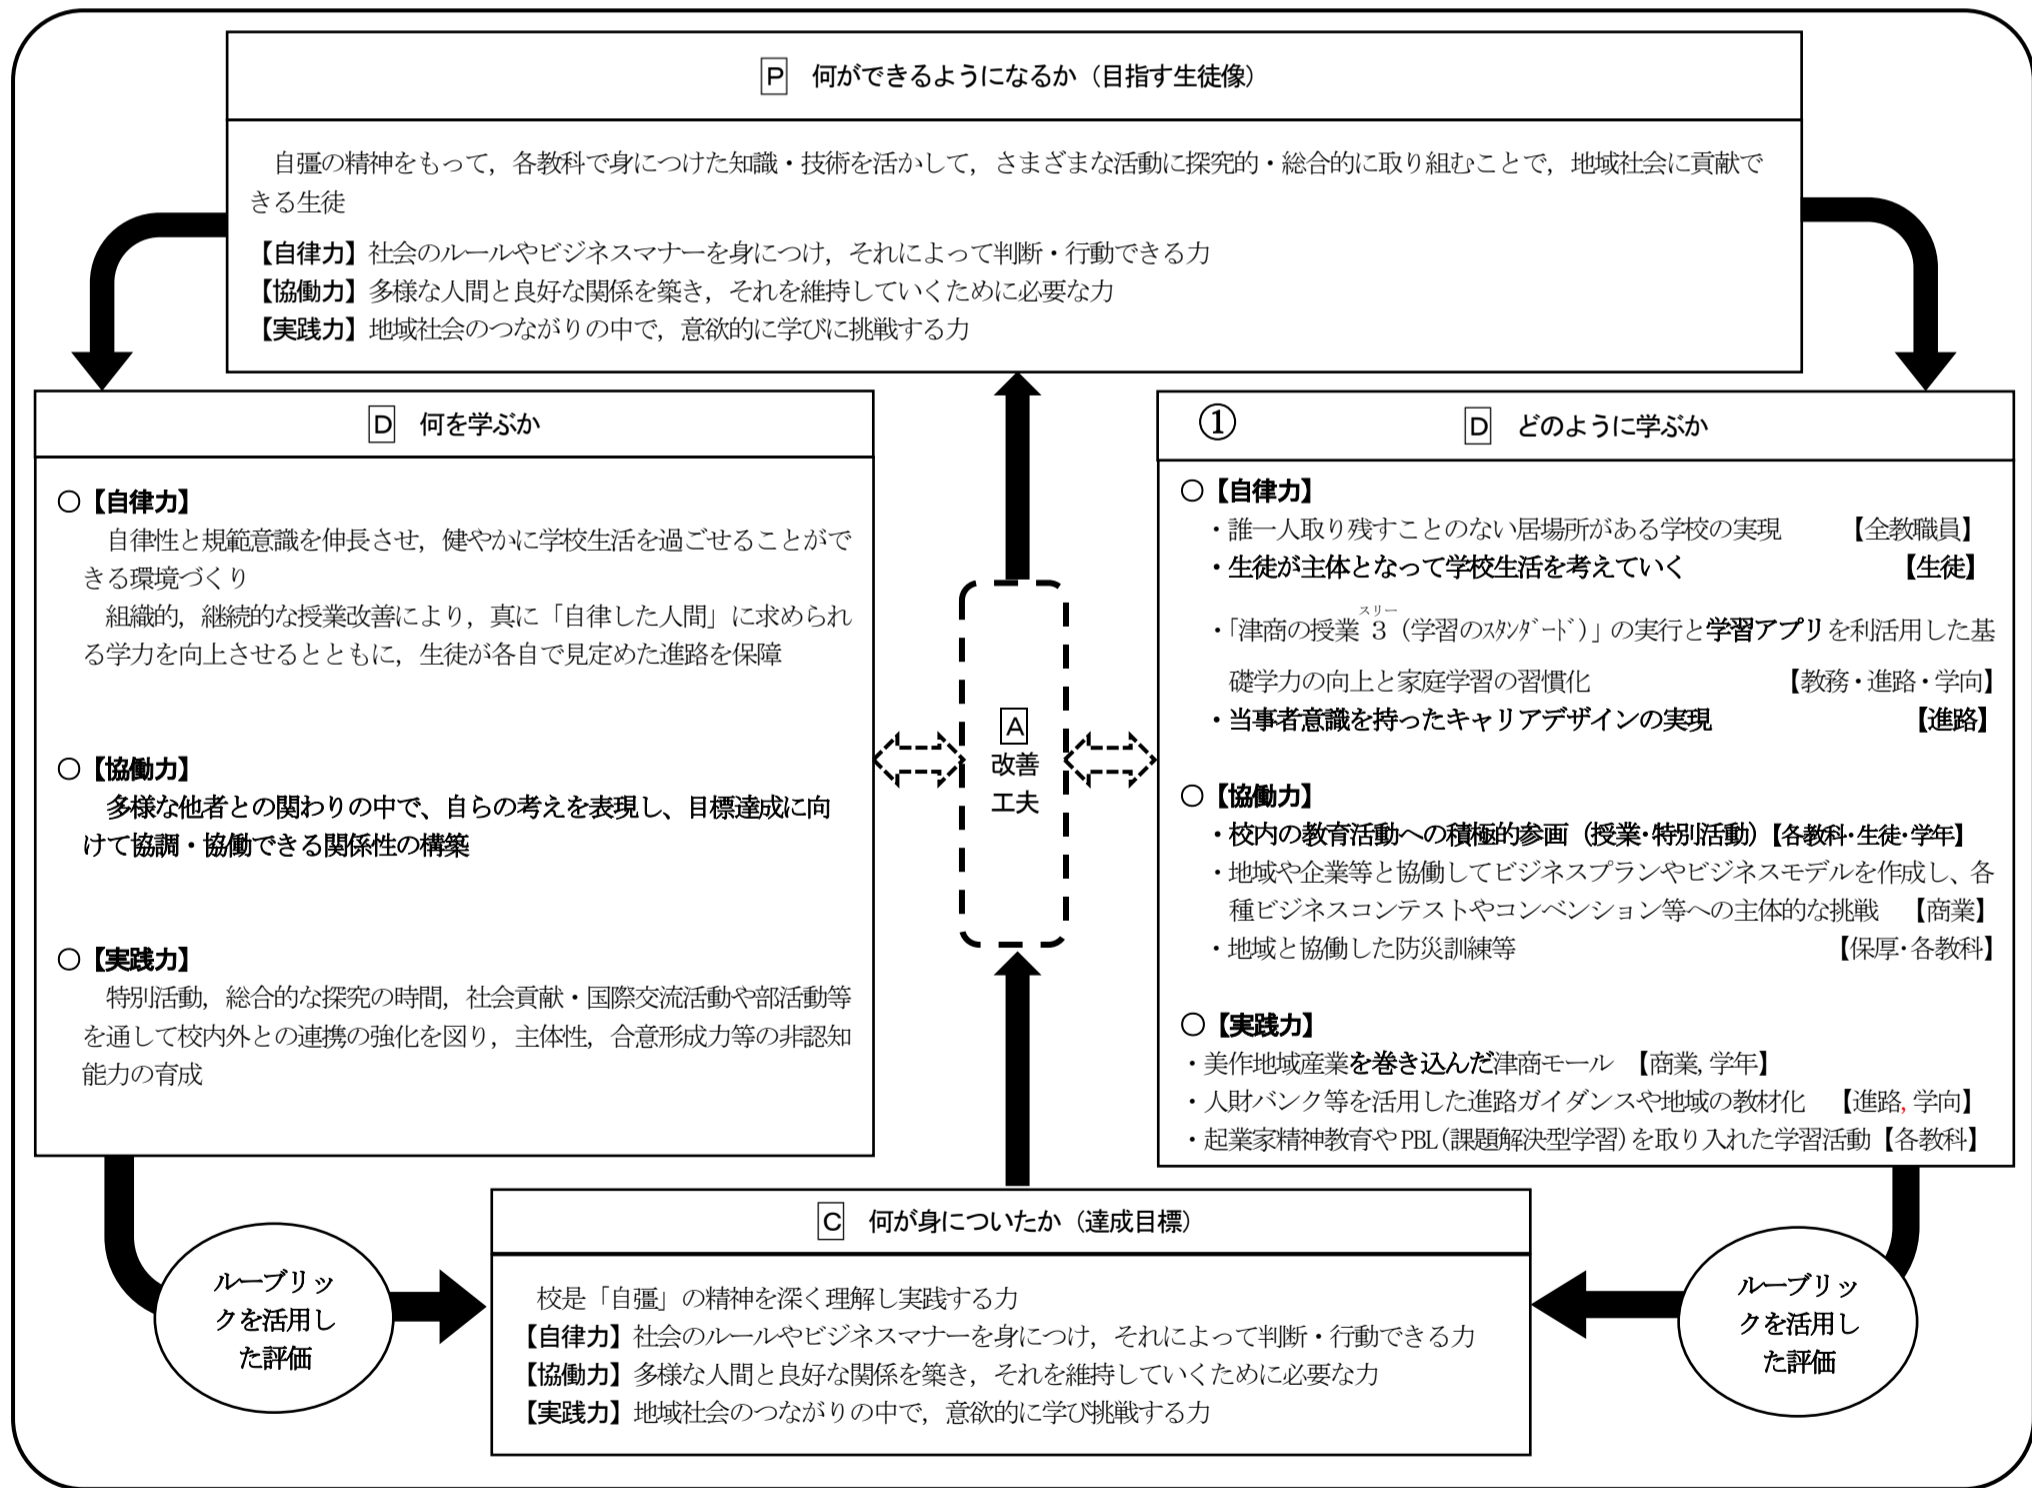 P 何ができるようになるか（目指す生徒像）
自彊の精神をもって，各教科で身につけた知識・技術を活かして，さまざまな活動に探究的・総合的に取り組むことで，地域社会に貢献で
きる生徒
【自律力】社会のルールやビジネスマナーを身につけ，それによって判断・行動できる力
【協働力】多様な人間と良好な関係を築き，それを維持していくために必要な力
【実践力】地域社会のつながりの中で，意欲的に学びに挑戦する力
D 何を学ぶか
○【自律力】
自律性と規範意識を伸長させ，健やかに学校生活を過ごせることがで
きる環境づくり
組織的，継続的な授業改善により，真に「自律した人間」に求められ
る学力を向上させるとともに，生徒が各自で見定めた進路を保障
○【協働力】
多様な他者との関わりの中で、自らの考えを表現し、目標達成に向
けて協調・協働できる関係性の構築
○【実践力】
特別活動，総合的な探究の時間，社会貢献・国際交流活動や部活動等
を通して校内外との連携の強化を図り，主体性，合意形成力等の非認知
能力の育成
A
改善
工夫
① D どのように学ぶか
○【自律力】
・誰一人取り残すことのない居場所がある学校の実現 【全教職員】
・生徒が主体となって学校生活を考えていく 【生徒】
スリー
・「津商の授業 3（学習のｽﾀﾝﾀﾞｰﾄﾞ）」の実行と学習アプリを利活用した基
礎学力の向上と家庭学習の習慣化 【教務・進路・学向】
・当事者意識を持ったキャリアデザインの実現 【進路】
○【協働力】
・校内の教育活動への積極的参画（授業・特別活動）【各教科・生徒・学年】
・地域や企業等と協働してビジネスプランやビジネスモデルを作成し、各
種ビジネスコンテストやコンベンション等への主体的な挑戦 【商業】
・地域と協働した防災訓練等 【保厚・各教科】
○【実践力】
・美作地域産業を巻き込んだ津商モール 【商業，学年】
・人財バンク等を活用した進路ガイダンスや地域の教材化 【進路，学向】
・起業家精神教育や PBL（課題解決型学習）を取り入れた学習活動【各教科】
ルーブリッ
クを活用し
た評価
C 何が身についたか（達成目標）
校是「自彊」の精神を深く理解し実践する力
【自律力】社会のルールやビジネスマナーを身につけ，それによって判断・行動できる力
【協働力】多様な人間と良好な関係を築き，それを維持していくために必要な力
【実践力】地域社会のつながりの中で，意欲的に学び挑戦する力
ルーブリッ
クを活用し
た評価